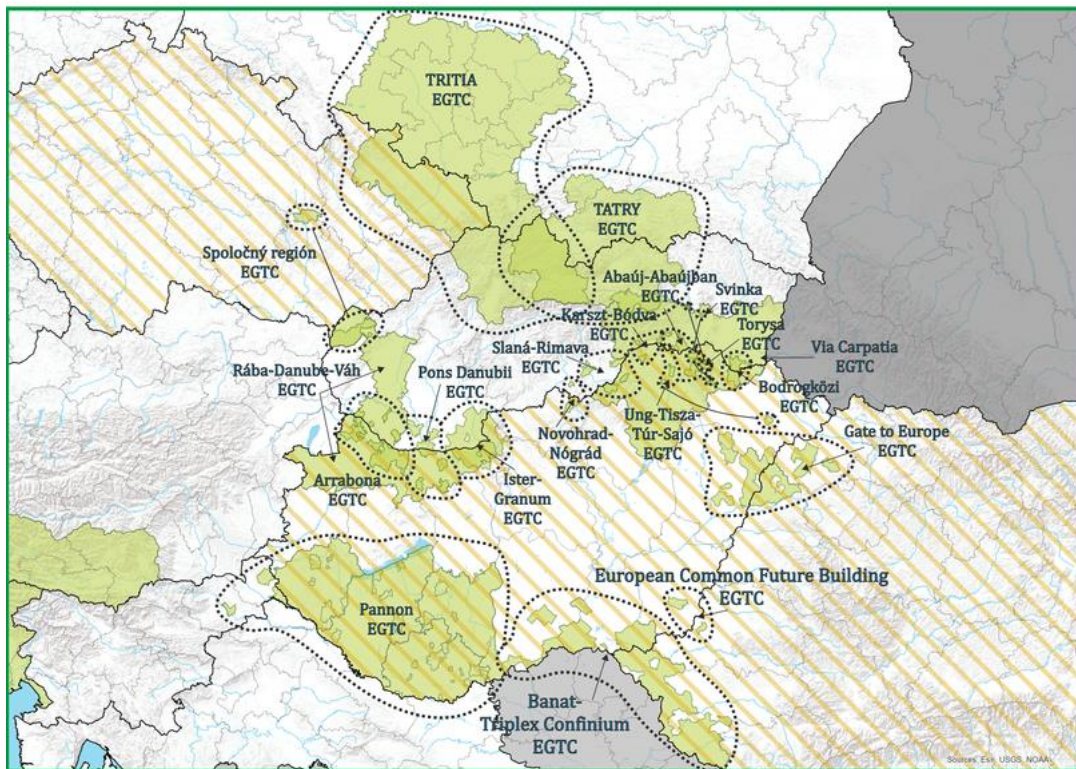 TRITIA
EGTC
TATRY
EGTC
Spoločný región
EGTC
Abaúj-Abaújban
EGTC
Svinka
EGTC
Karszt-Bódva
EGTC
Torysa
EGTC
Slaná-Rimava
EGTC
Via Carpatia
EGTC
Rába-Danube-Váh
EGTC
Pons Danubii
EGTC
Bodrogközi
EGTC
Ung-Tisza-
Túr-Sajó
EGTC
Novohrad-
Nógrád
EGTC
Gate to Europe
EGTC
Arrabona
EGTC
Ister-
Granum
EGTC
European Common Future Building
EGTC
Pannon
EGTC
Banat-
Triplex Confinium
EGTC
Sources: Esri, USGS, NOAA